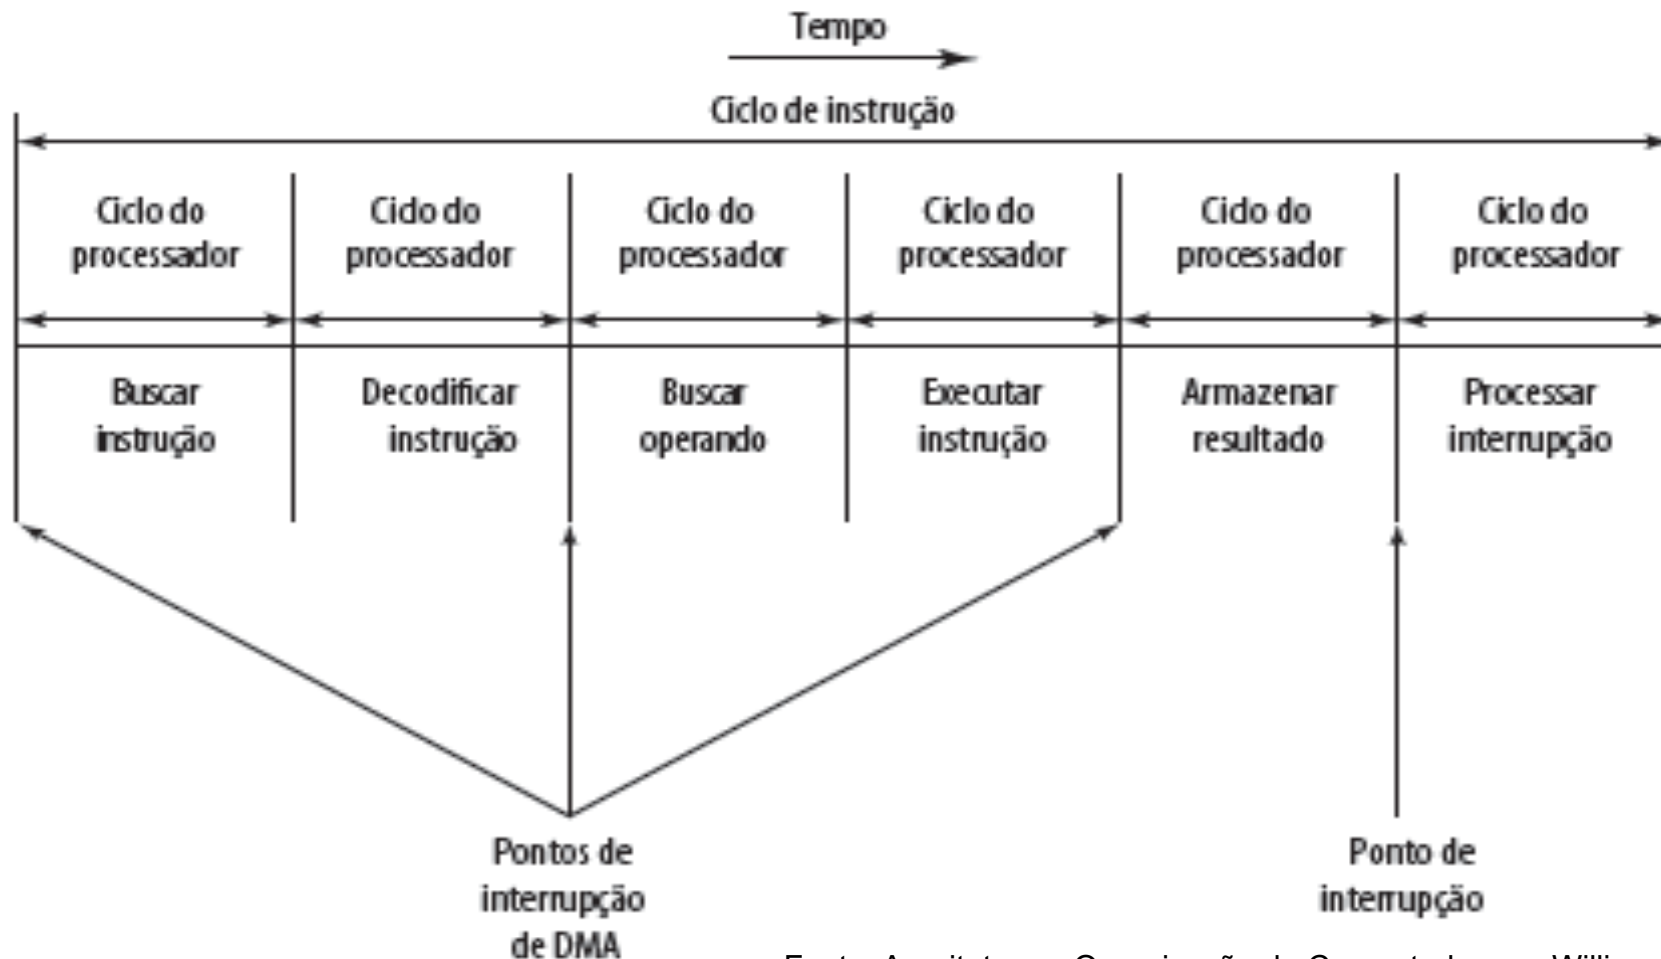 Tempo
Ciclo de instrução
Ciclo do
processador
Ciclo do
processador
Ciclo do
processador
Ciclo do
processador
Ciclo do
processador
Ciclo do
processador
Buscar
instrução
Decodificar
instrução
Buscar
operando
Executar
instrução
Armazenar
resultado
Processar
interrupção
Pontos de
interrupção
de DMA
Ponto de
interrupção